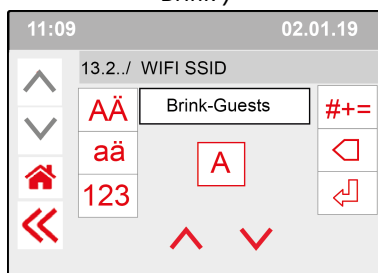 Brink )
11:09 02.01.19
13.2../ WIFI SSID
AÄ Brink-Guests #+=
aä A
123